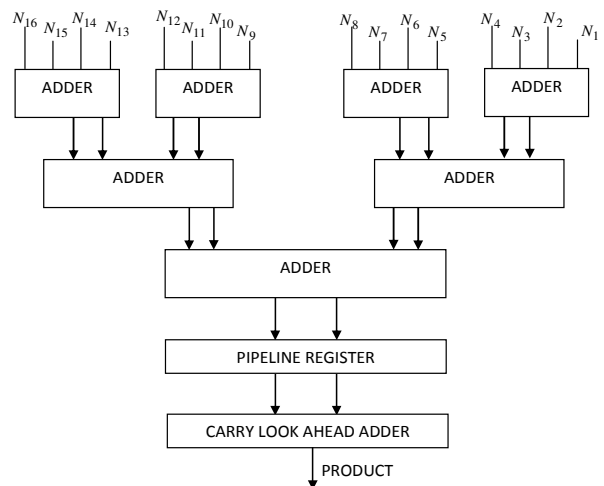 N16 N15 N14 N13 N12 N11 N10 N9 N8 N7 N6 N5 N4 N3 N2 N1
ADDER ADDER ADDER ADDER
ADDER ADDER
ADDER
PIPELINE REGISTER
CARRY LOOK AHEAD ADDER
PRODUCT